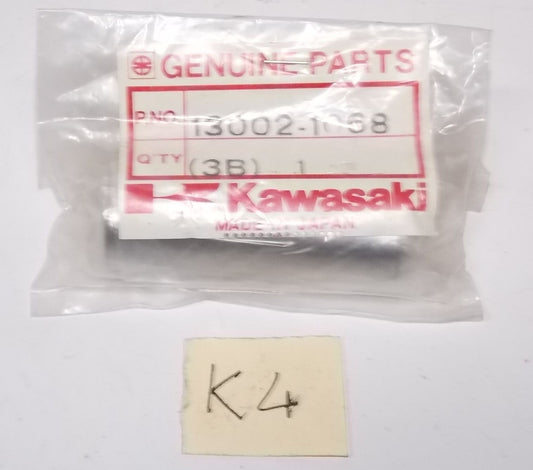 GENUINE PARTS
P.NO. 13002-1068
Q'TY (3B) 1
Kawasaki
MADE IN JAPAN
K4